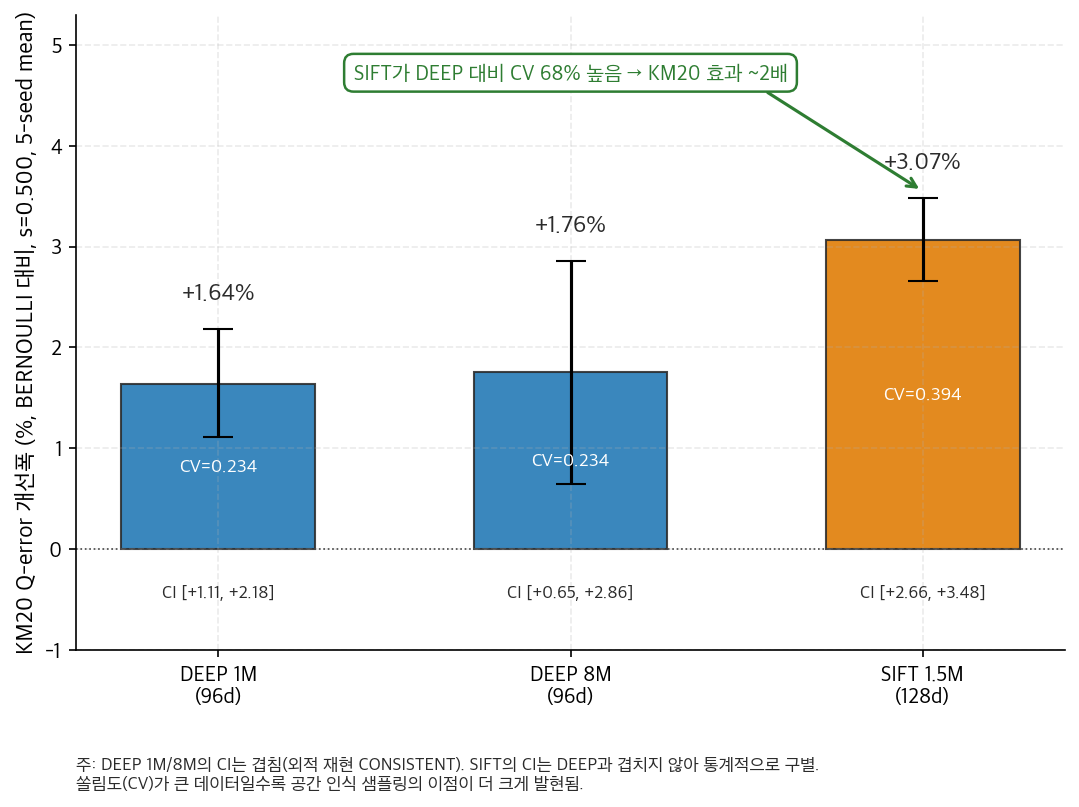 KM20 Q-error 개선폭 (%, BERNOULLI 대비, s=0.500, 5-seed mean)
5
4
3
2
1
0
-1
SIFT가 DEEP 대비 CV 68% 높음 → KM20 효과 ~2배
+1.64%
+1.76%
+3.07%
CV=0.234
CV=0.234
CV=0.394
CI [+1.11, +2.18]
CI [+0.65, +2.86]
CI [+2.66, +3.48]
DEEP 1M
(96d)
DEEP 8M
(96d)
SIFT 1.5M
(128d)
주: DEEP 1M/8M의 CI는 겹침(외적 재현 CONSISTENT). SIFT의 CI는 DEEP과 겹치지 않아 통계적으로 구별.
쏠림도(CV)가 큰 데이터일수록 공간 인식 샘플링의 이점이 더 크게 발현됨.